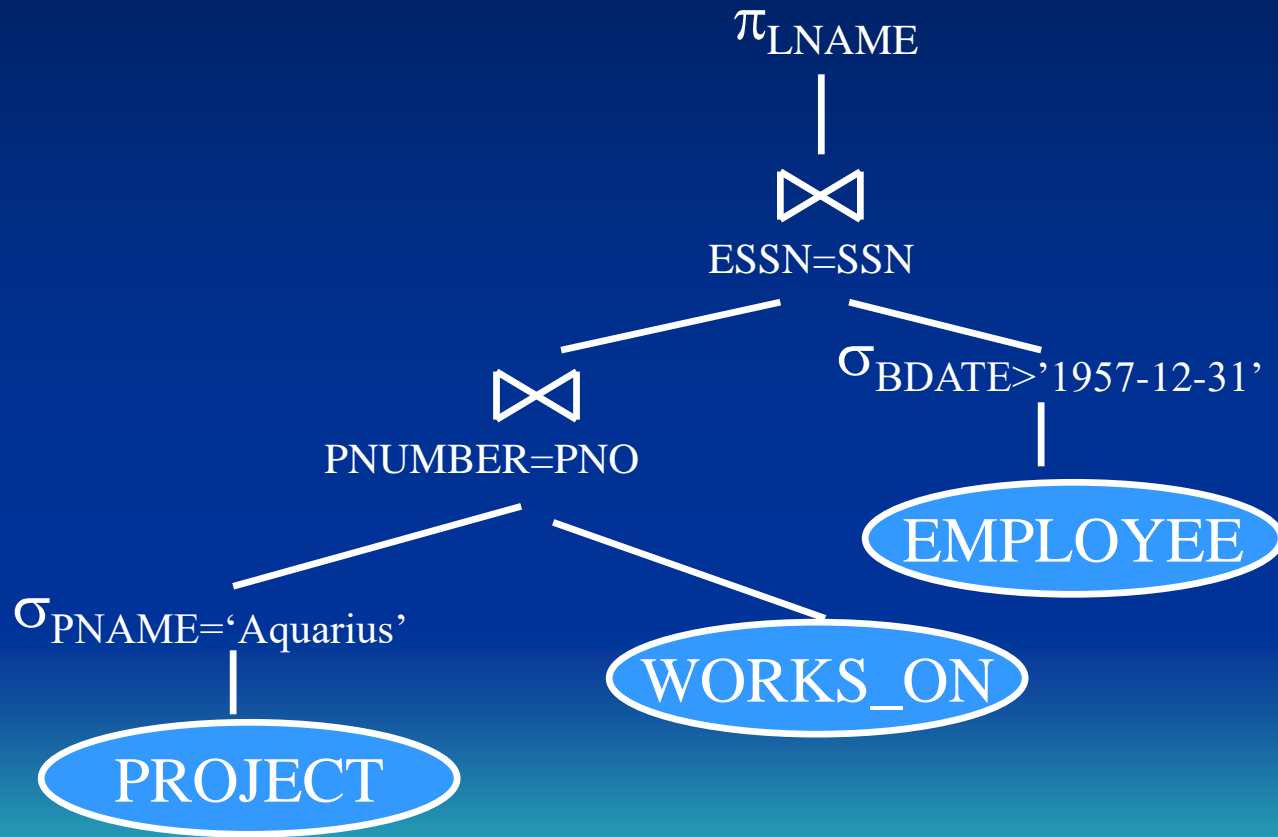 πLNAME
ESSN=SSN
σBDATE>’1957-12-31’
PNUMBER=PNO
EMPLOYEE
σPNAME=‘Aquarius’
WORKS_ON
PROJECT